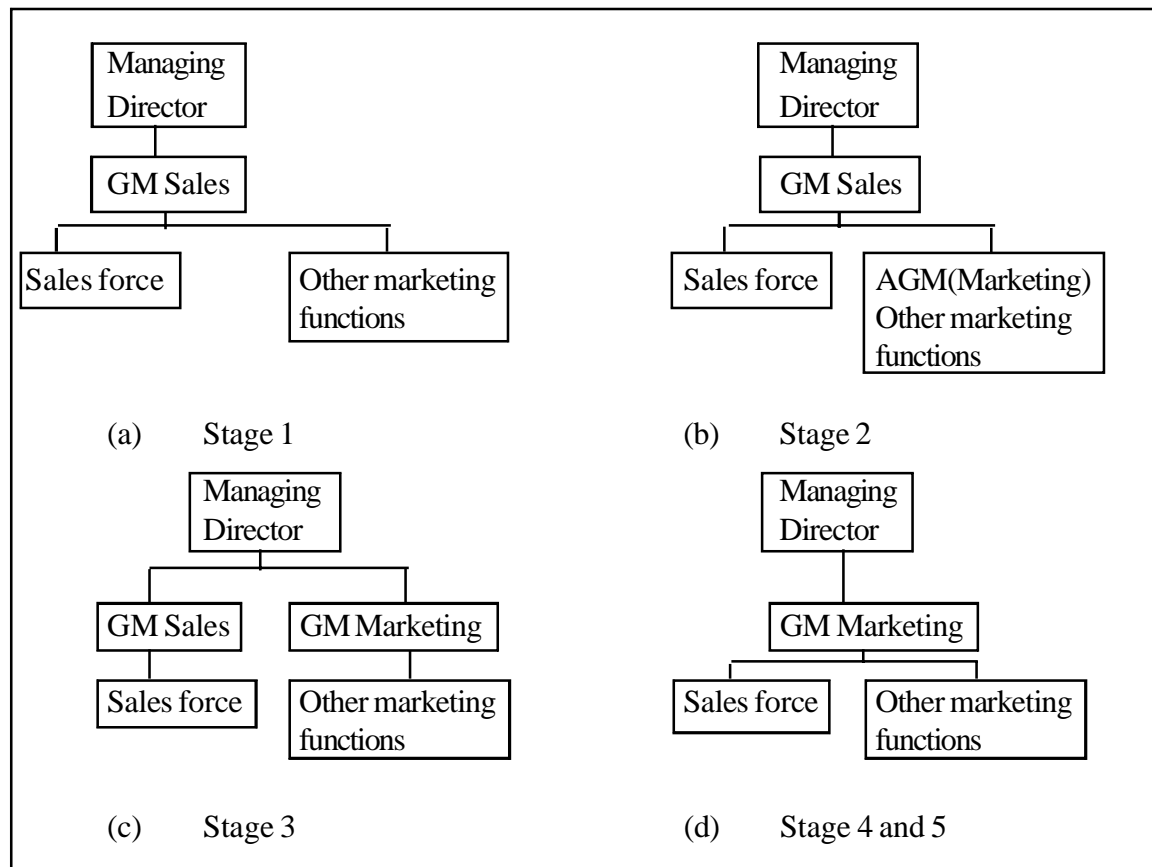 Managing
Director
GM Sales
Sales force
Other marketing
functions
(a) Stage 1
Managing
Director
GM Sales
Sales force
AGM(Marketing)
Other marketing
functions
(b) Stage 2
Managing
Director
GM Sales
GM Marketing
Sales force
Other marketing
functions
(c) Stage 3
Managing
Director
GM Marketing
Sales force
Other marketing
functions
(d) Stage 4 and 5